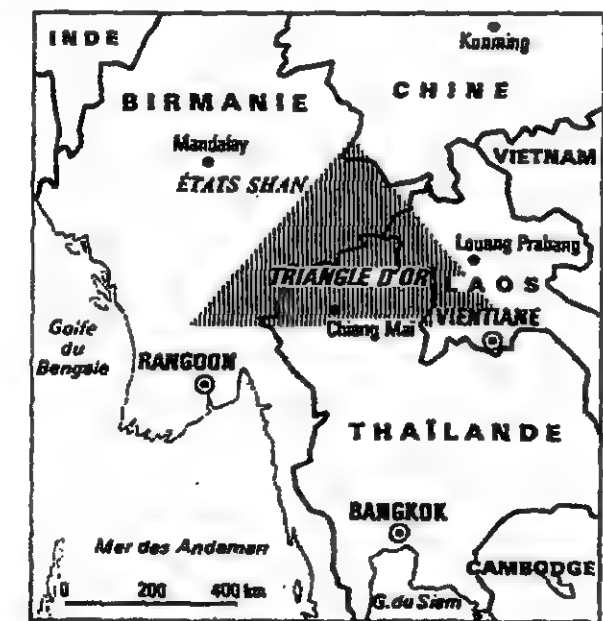 INDE
Kunming
BIRMANIE
CHINE
Mandalay
VIETNAM
ÉTATS SHAN
Louang Prabang
TRIANGLE D'OR
LAOS
Golfe
du
Bengale
Chiang Mai
VIENTIANE
RANGOON
THAÏLANDE
BANGKOK
Mer des Andaman
CAMBODGE
0 200 400 km
G. du Siam